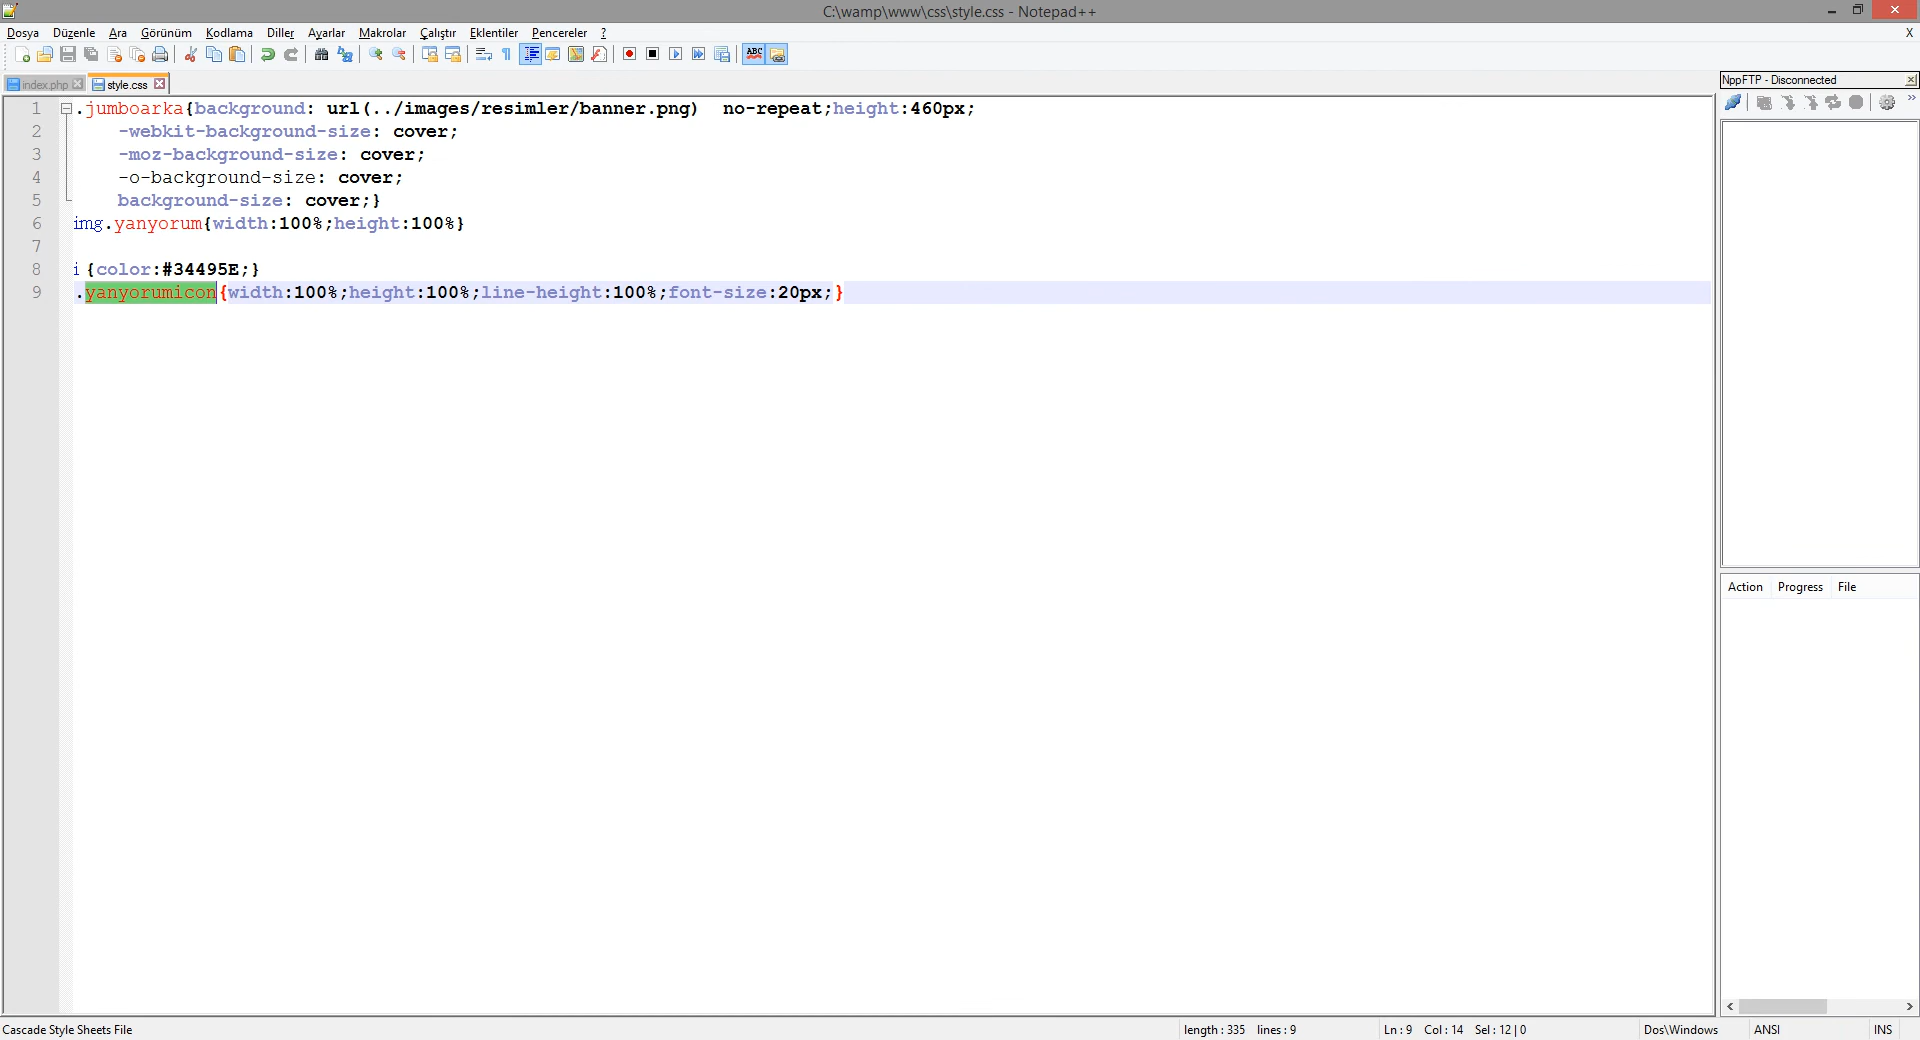 C:\wamp\www\css\style.css - Notepad++
Dosya Düzenle Ara Görünüm Kodlama Diller Ayarlar Makrolar Çalıştır Eklentiler Pencereler ? X
ABC
index.php style.css
NppFTP - Disconnected
1 .jumboarka{background: url(../images/resimler/banner.png)  no-repeat;height:460px;
2 -webkit-background-size: cover;
3 -moz-background-size: cover;
4 -o-background-size: cover;
5 background-size: cover;}
6 img.yanyorum{width:100%;height:100%}
7
8 i {color:#34495E;}
9 .yanyorumicon{width:100%;height:100%;line-height:100%;font-size:20px;}
Action Progress File
Cascade Style Sheets File length : 335 lines : 9 Ln : 9 Col : 14 Sel : 12 | 0 Dos\Windows ANSI INS